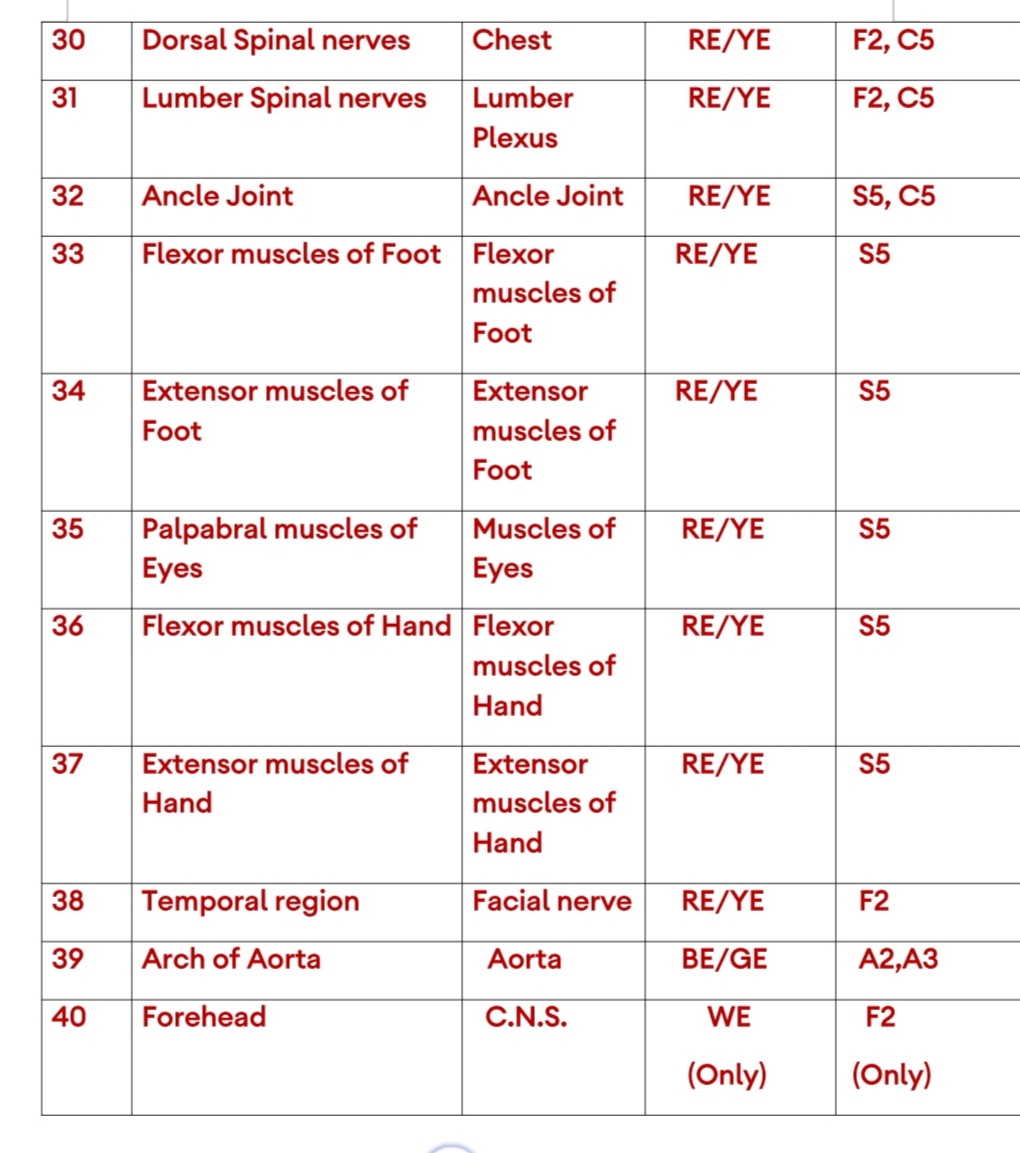 30 Dorsal Spinal nerves Chest RE/YE F2, C5
31 Lumber Spinal nerves Lumber RE/YE F2, C5
Plexus
32 Ancle Joint Ancle Joint RE/YE S5, C5
33 Flexor muscles of Foot Flexor RE/YE S5
muscles of
Foot
34 Extensor muscles of Extensor RE/YE S5
Foot muscles of
Foot
35 Palpabral muscles of Muscles of RE/YE S5
Eyes Eyes
36 Flexor muscles of Hand Flexor RE/YE S5
muscles of
Hand
37 Extensor muscles of Extensor RE/YE S5
Hand muscles of
Hand
38 Temporal region Facial nerve RE/YE F2
39 Arch of Aorta Aorta BE/GE A2,A3
40 Forehead C.N.S. WE F2
(Only) (Only)